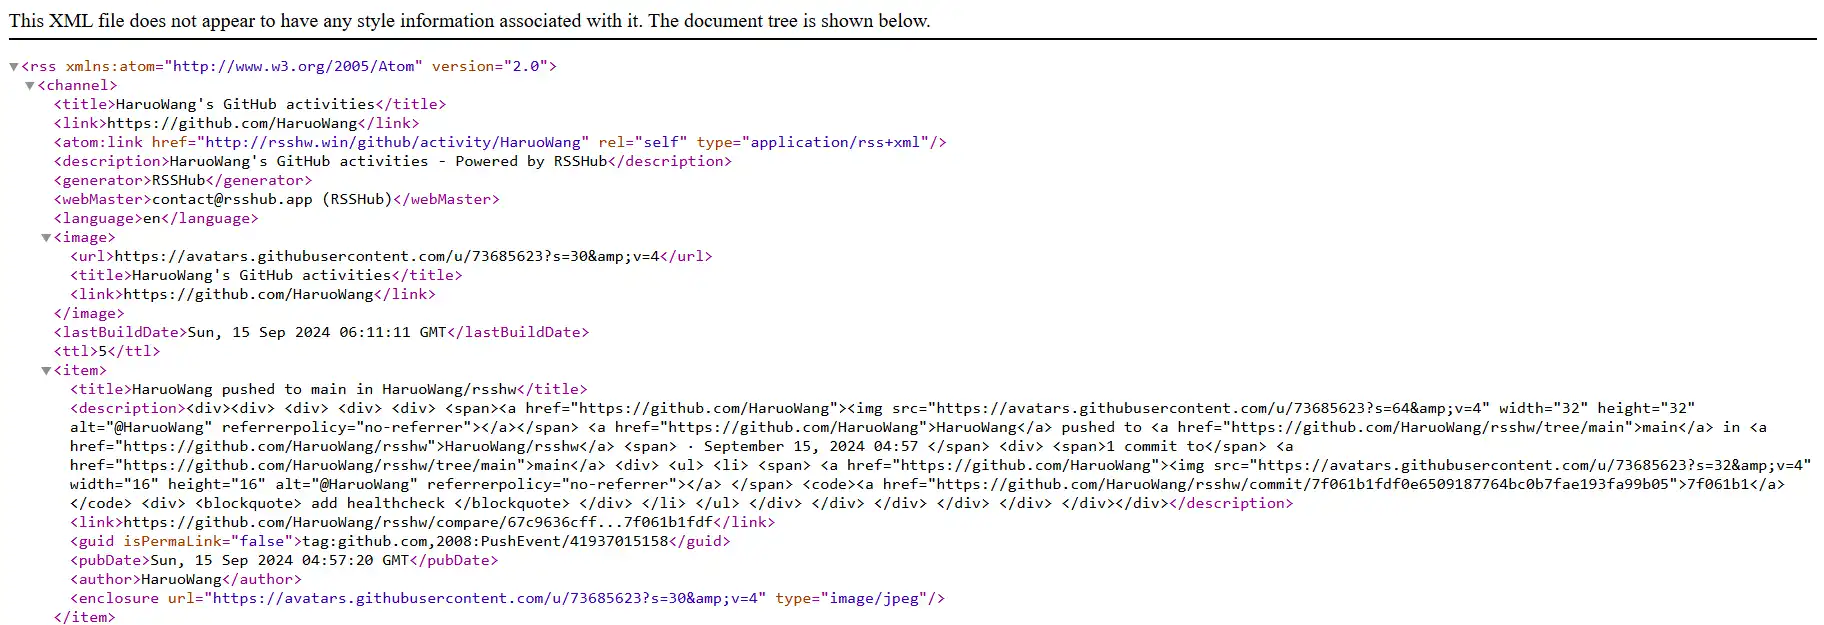 This XML file does not appear to have any style information associated with it. The document tree is shown below.
▼<rss xmlns:atom="http://www.w3.org/2005/Atom" version="2.0">
▼<channel>
<title>HaruoWang's GitHub activities</title>
<link>https://github.com/HaruoWang</link>
<atom:link href="http://rsshw.win/github/activity/HaruoWang" rel="self" type="application/rss+xml"/>
<description>HaruoWang's GitHub activities - Powered by RSSHub</description>
<generator>RSSHub</generator>
<webMaster>contact@rsshub.app (RSSHub)</webMaster>
<language>en</language>
▼<image>
<url>https://avatars.githubusercontent.com/u/73685623?s=30&amp;v=4</url>
<title>HaruoWang's GitHub activities</title>
<link>https://github.com/HaruoWang</link>
</image>
<lastBuildDate>Sun, 15 Sep 2024 06:11:11 GMT</lastBuildDate>
<ttl>5</ttl>
▼<item>
<title>HaruoWang pushed to main in HaruoWang/rsshw</title>
<description><div><div> <div> <div> <div> <span><a href="https://github.com/HaruoWang"><img src="https://avatars.githubusercontent.com/u/73685623?s=64&amp;v=4" width="32" height="32"
alt="@HaruoWang" referrerpolicy="no-referrer"></a></span> <a href="https://github.com/HaruoWang">HaruoWang</a> pushed to <a href="https://github.com/HaruoWang/rsshw/tree/main">main</a> in <a
href="https://github.com/HaruoWang/rsshw">HaruoWang/rsshw</a> <span> · September 15, 2024 04:57 </span> <div> <span>1 commit to</span> <a
href="https://github.com/HaruoWang/rsshw/tree/main">main</a> <div> <ul> <li> <span> <a href="https://github.com/HaruoWang"><img src="https://avatars.githubusercontent.com/u/73685623?s=32&amp;v=4"
width="16" height="16" alt="@HaruoWang" referrerpolicy="no-referrer"></a> </span> <code><a href="https://github.com/HaruoWang/rsshw/commit/7f061b1fdf0e6509187764bc0b7fae193fa99b05">7f061b1</a>
</code> <div> <blockquote> add healthcheck </blockquote> </div> </li> </ul> </div> </div> </div> </div> </div> </div></div></description>
<link>https://github.com/HaruoWang/rsshw/compare/67c9636cff...7f061b1fdf</link>
<guid isPermaLink="false">tag:github.com,2008:PushEvent/41937015158</guid>
<pubDate>Sun, 15 Sep 2024 04:57:20 GMT</pubDate>
<author>HaruoWang</author>
<enclosure url="https://avatars.githubusercontent.com/u/73685623?s=30&amp;v=4" type="image/jpeg"/>
</item>